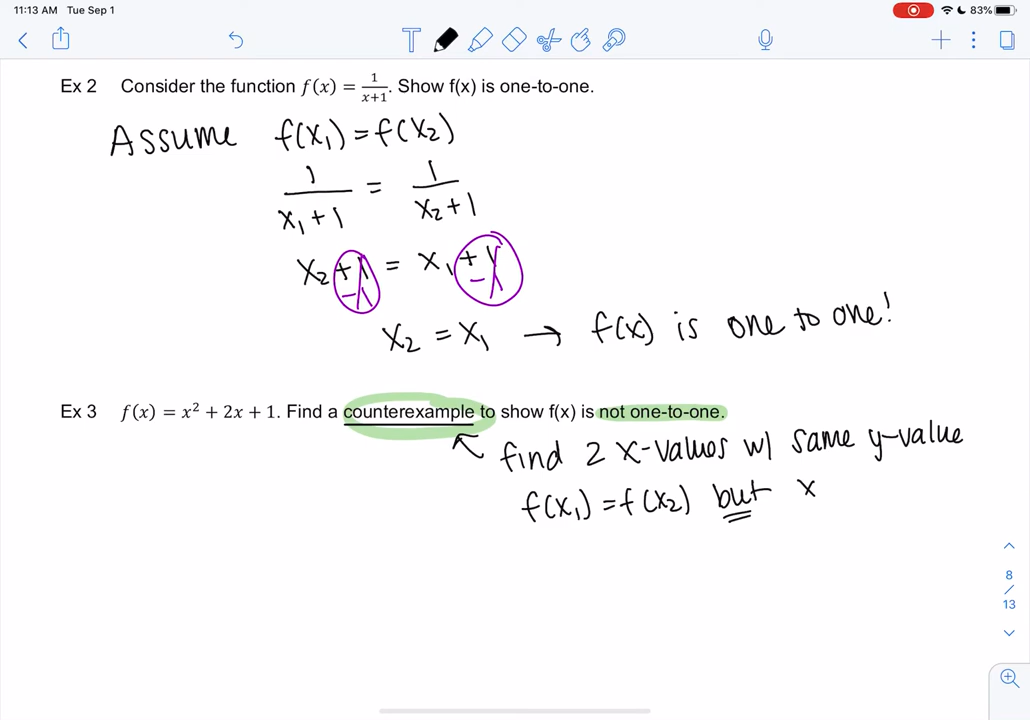 11:13 AM Tue Sep 1 83%
Ex 2 Consider the function f(x) = 1/(x+1). Show f(x) is one-to-one.
Assume f(x₁) = f(x₂)
1/(x₁+1) = 1/(x₂+1)
x₂ + 1 = x₁ + 1
-1 -1
x₂ = x₁ → f(x) is one to one!
Ex 3 f(x) = x² + 2x + 1. Find a counterexample to show f(x) is not one-to-one.
↖ find 2 x-values w/ same y-value
f(x₁) = f(x₂) but x
8
/
13